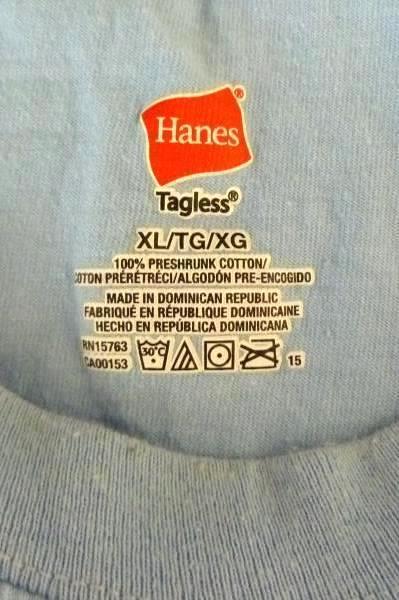 Hanes®
Tagless®
XL/TG/XG
100% PRESHRUNK COTTON/
COTON PRÉRÉTRÉCI/ALGODÓN PRE-ENCOGIDO
MADE IN DOMINICAN REPUBLIC
FABRIQUÉ EN RÉPUBLIQUE DOMINICAINE
HECHO EN REPÚBLICA DOMINICANA
RN15763
CA00153 30°C 15